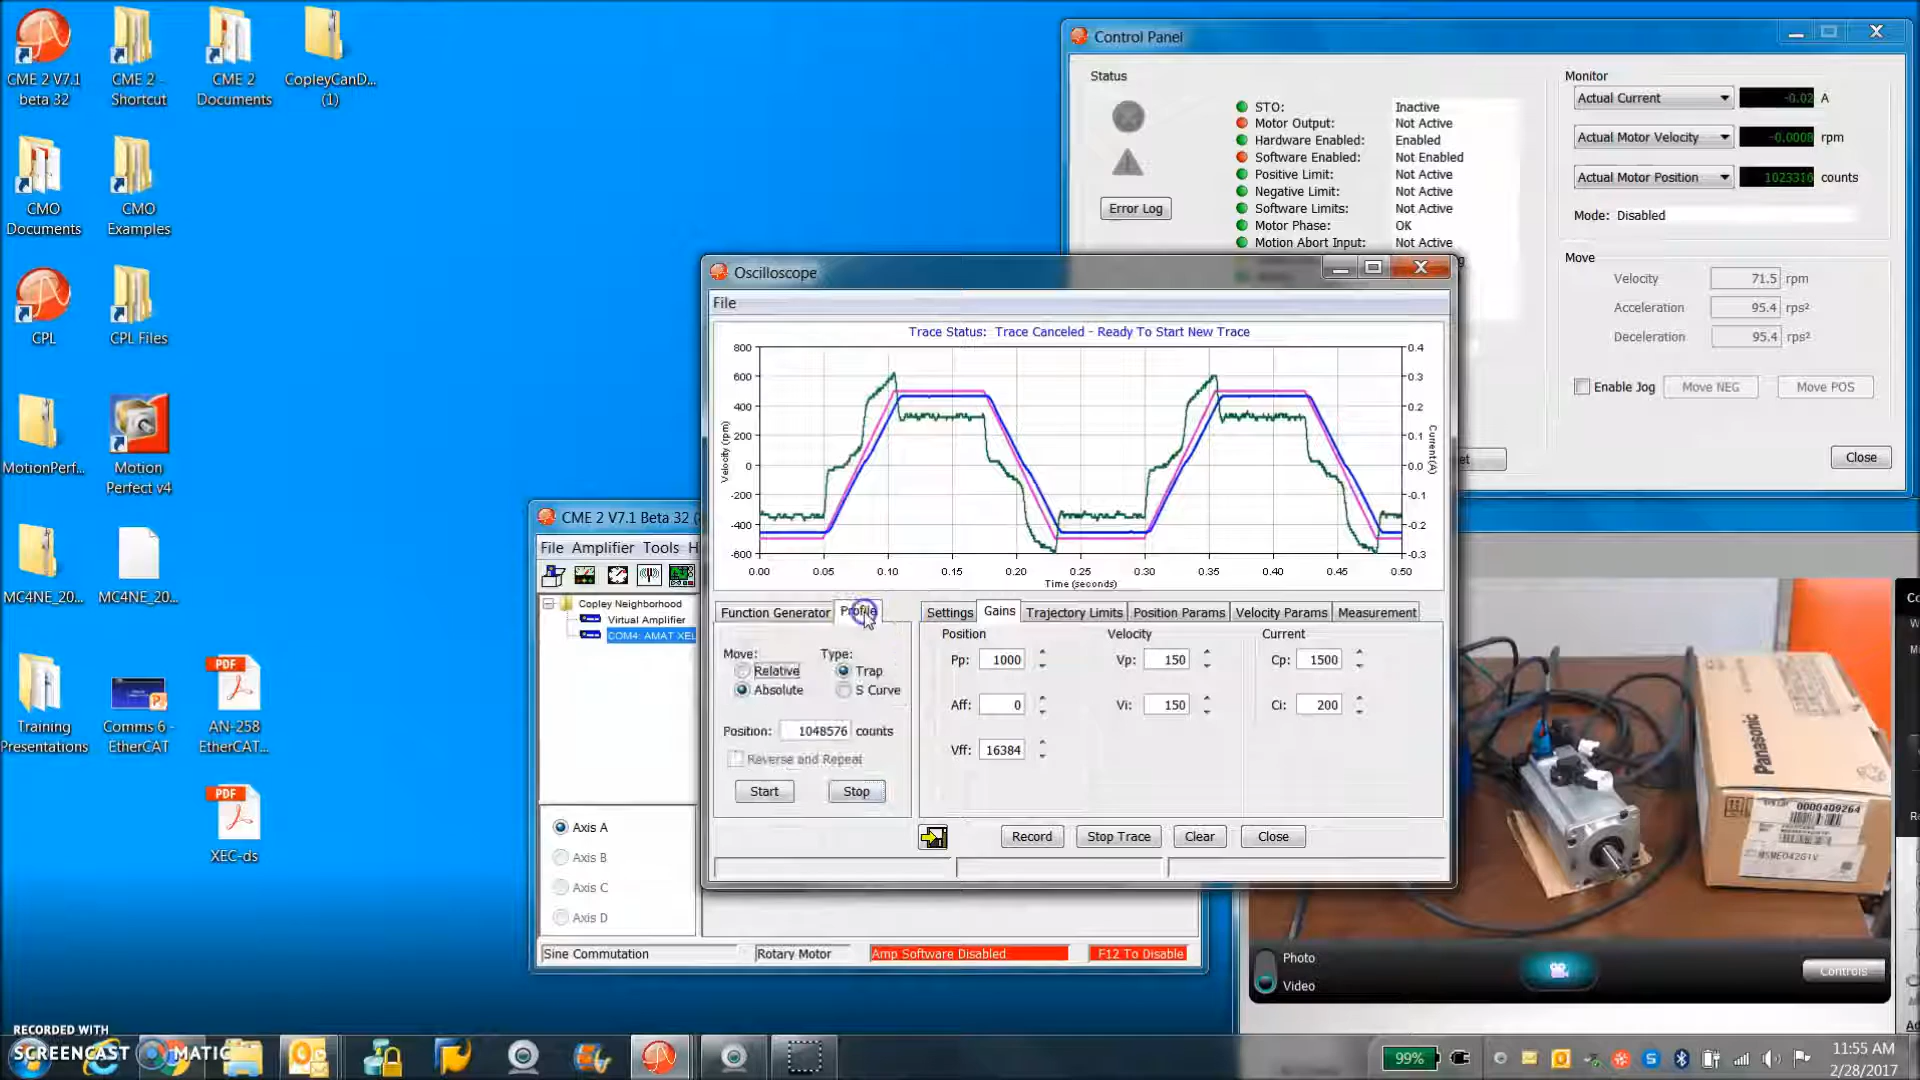 CME 2 V7.1
beta 32
CME 2 -
Shortcut
CME 2
Documents
CopleyCanD...
(1)
CMO
Documents
CMO
Examples
CPL
CPL Files
MotionPerf...
Motion
Perfect v4
MC4NE_20...
MC4NE_20...
Training
Presentations
Comms 6 -
EtherCAT
PDF
AN-258
EtherCAT...
PDF
XEC-ds
Control Panel
Status
STO: Inactive
Motor Output: Not Active
Hardware Enabled: Enabled
Software Enabled: Not Enabled
Positive Limit: Not Active
Negative Limit: Not Active
Software Limits: Not Active
Motor Phase: OK
Motion Abort Input: Not Active
Error Log
Monitor
Actual Current -0.02 A
Actual Motor Velocity -0.0008 rpm
Actual Motor Position 1023316 counts
Mode: Disabled
Move
Velocity 71.5 rpm
Acceleration 95.4 rps²
Deceleration 95.4 rps²
Enable Jog Move NEG Move POS
Close
Oscilloscope
File
Trace Status: Trace Canceled - Ready To Start New Trace
800
600
400
200
0
-200
-400
-600
Velocity (rpm)
0.4
0.3
0.2
0.1
0.0
-0.1
-0.2
-0.3
Current (A)
0.00 0.05 0.10 0.15 0.20 0.25 0.30 0.35 0.40 0.45 0.50
Time (seconds)
Function Generator Profile
Move: Type:
Relative Trap
Absolute S Curve
Position: 1048576 counts
Reverse and Repeat
Start Stop
Settings Gains Trajectory Limits Position Params Velocity Params Measurement
Position Velocity Current
Pp: 1000 Vp: 150 Cp: 1500
Aff: 0 Vi: 150 Ci: 200
Vff: 16384
Record Stop Trace Clear Close
CME 2 V7.1 Beta 32 (
File Amplifier Tools H
Copley Neighborhood
Virtual Amplifier
COM4: AMAT XEL
Axis A
Axis B
Axis C
Axis D
Sine Commutation Rotary Motor Amp Software Disabled F12 To Disable
Panasonic
0000409264
MSME042G1V
Photo
Video
Controls
RECORDED WITH
SCREENCAST MATIC
99%
11:55 AM
2/28/2017